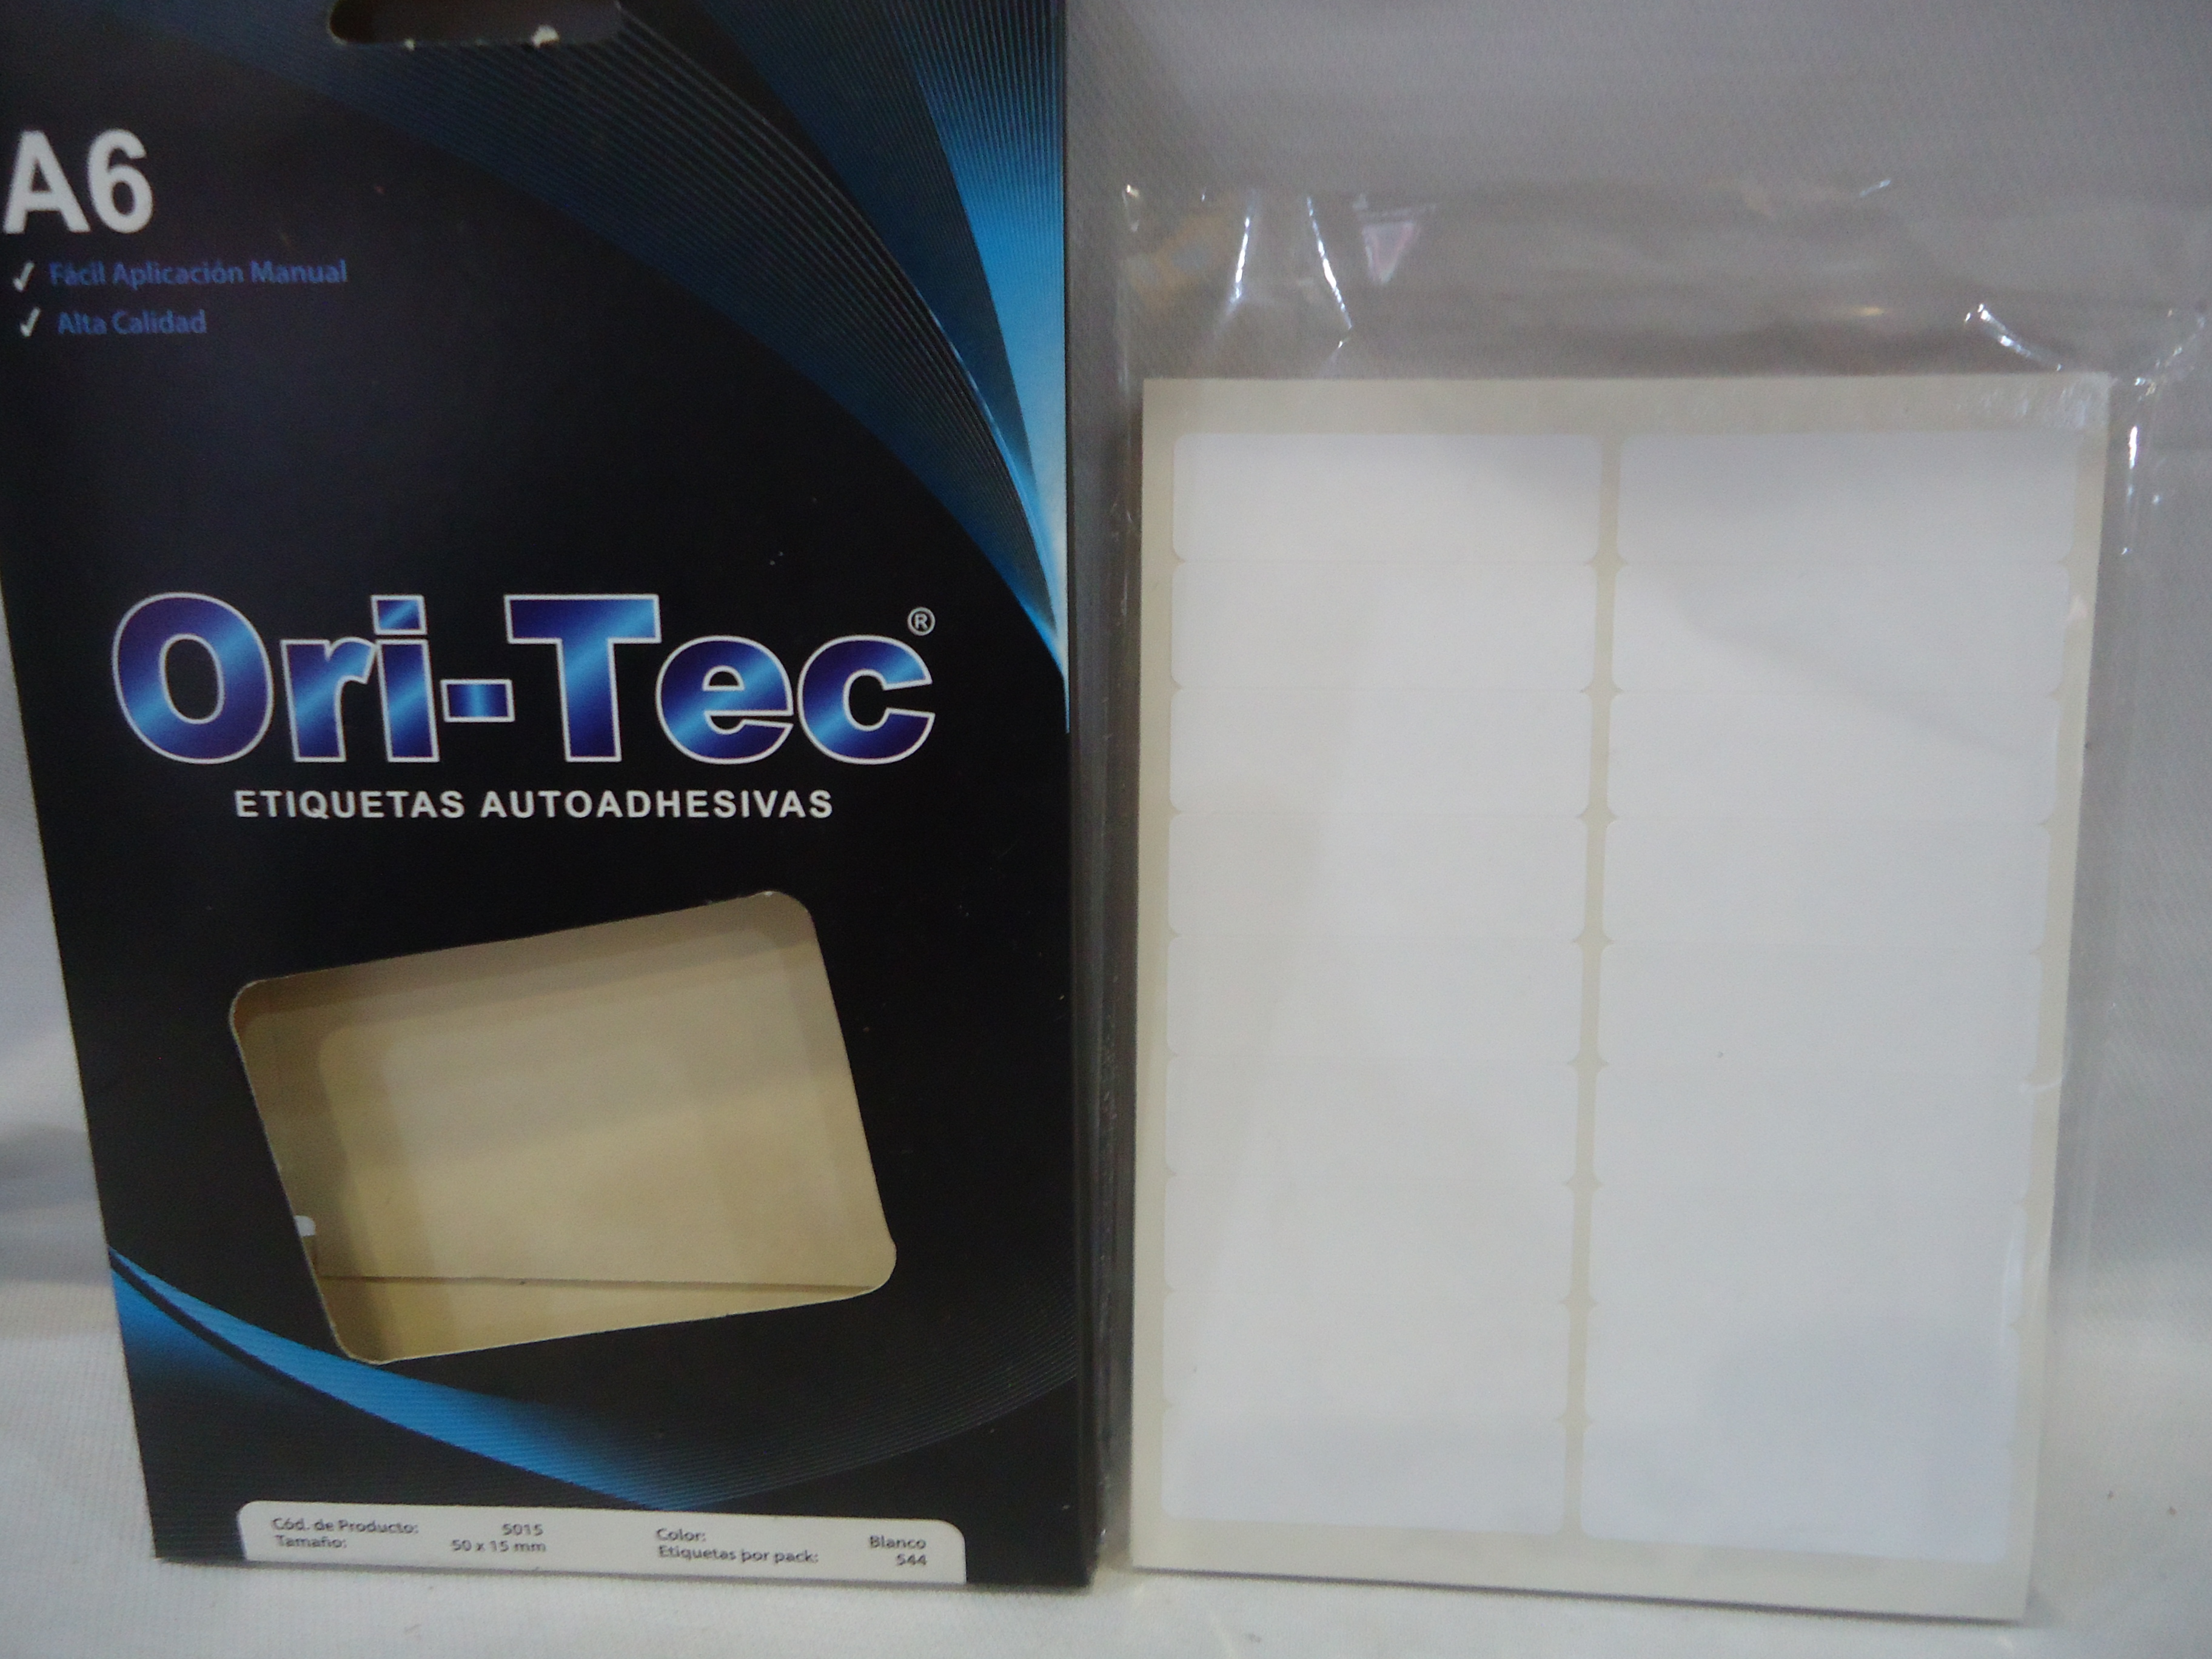 A6
✓ Fácil Aplicación Manual
✓ Alta Calidad
Ori-Tec®
ETIQUETAS AUTOADHESIVAS
Cód. de Producto: 5015
Tamaño: 50 x 15 mm
Color: Blanco
Etiquetas por pack: 544